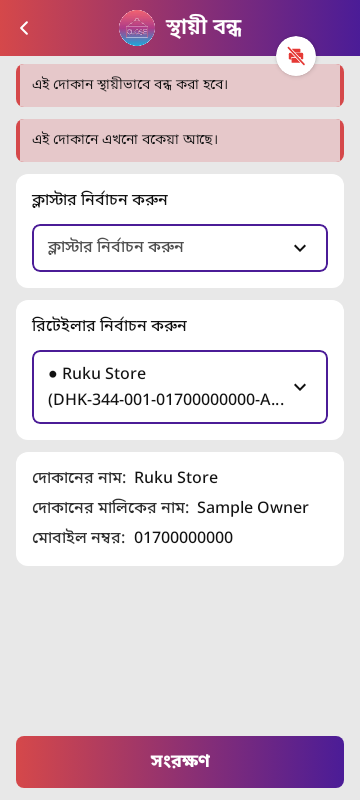 স্থায়ী বন্ধ
এই দোকান স্থায়ীভাবে বন্ধ করা হবে।
এই দোকানে এখনো বকেয়া আছে।
ক্লাস্টার নির্বাচন করুন
ক্লাস্টার নির্বাচন করুন
রিটেইলার নির্বাচন করুন
● Ruku Store
(DHK-344-001-01700000000-A...
দোকানের নাম: Ruku Store
দোকানের মালিকের নাম: Sample Owner
মোবাইল নম্বর: 01700000000
সংরক্ষণ